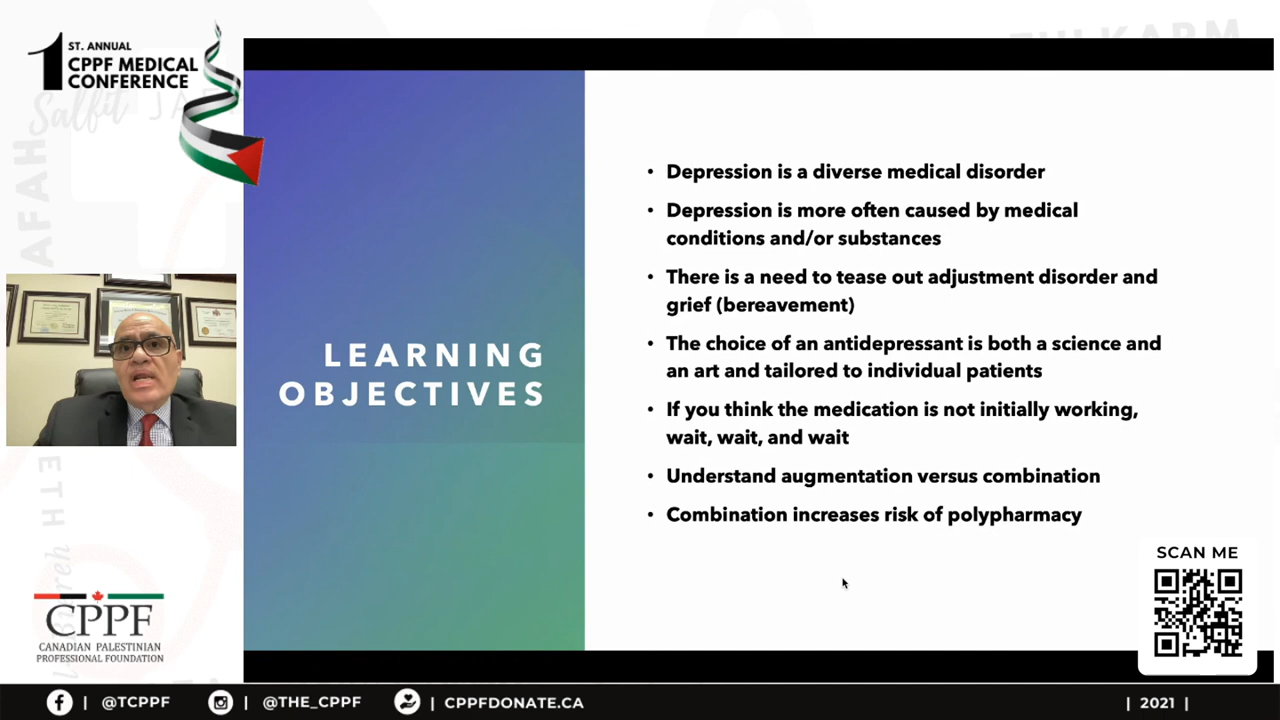 ST. ANNUAL
1 CPPF MEDICAL
CONFERENCE
TULKARM
Salfit JAFFA
RAFAH
LEARNING
OBJECTIVES
• Depression is a diverse medical disorder
• Depression is more often caused by medical
conditions and/or substances
• There is a need to tease out adjustment disorder and
grief (bereavement)
• The choice of an antidepressant is both a science and
an art and tailored to individual patients
• If you think the medication is not initially working,
wait, wait, and wait
• Understand augmentation versus combination
• Combination increases risk of polypharmacy
SCAN ME
CPPF
CANADIAN PALESTINIAN
PROFESSIONAL FOUNDATION
| @TCPPF
| @THE_CPPF
| CPPFDONATE.CA
| 2021 |